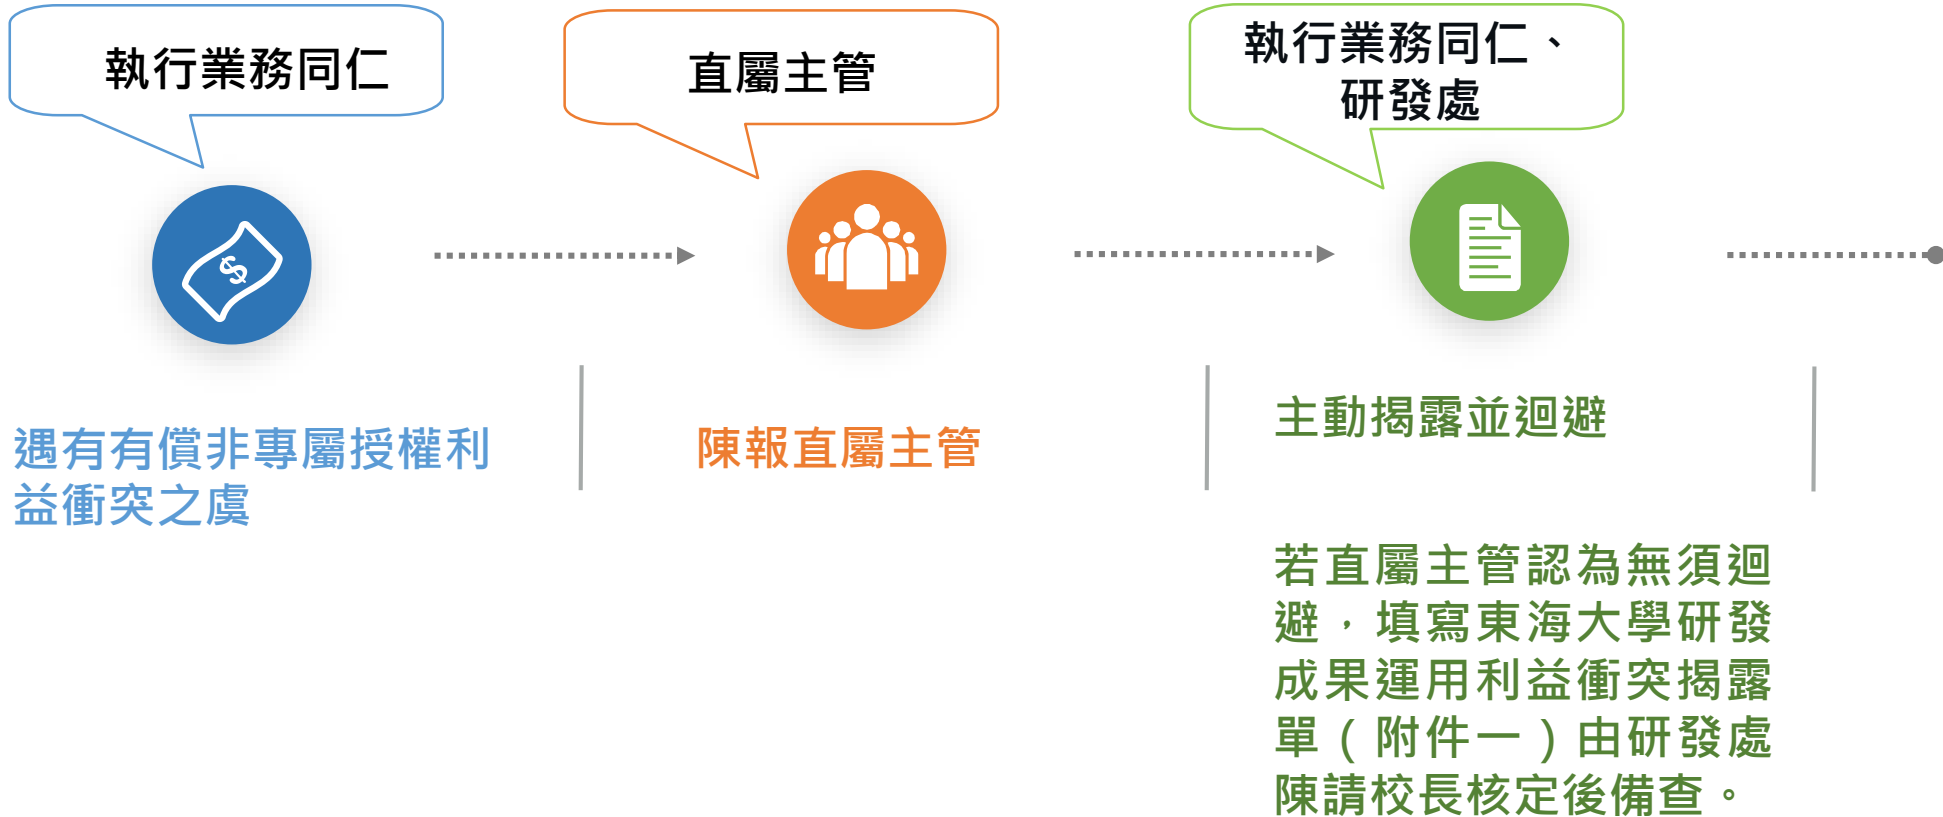 執行業務同仁
直屬主管
執行業務同仁、
研發處
$
遇有有償非專屬授權利
益衝突之虞
陳報直屬主管
主動揭露並迴避
若直屬主管認為無須迴
避，填寫東海大學研發
成果運用利益衝突揭露
單（附件一）由研發處
陳請校長核定後備查。